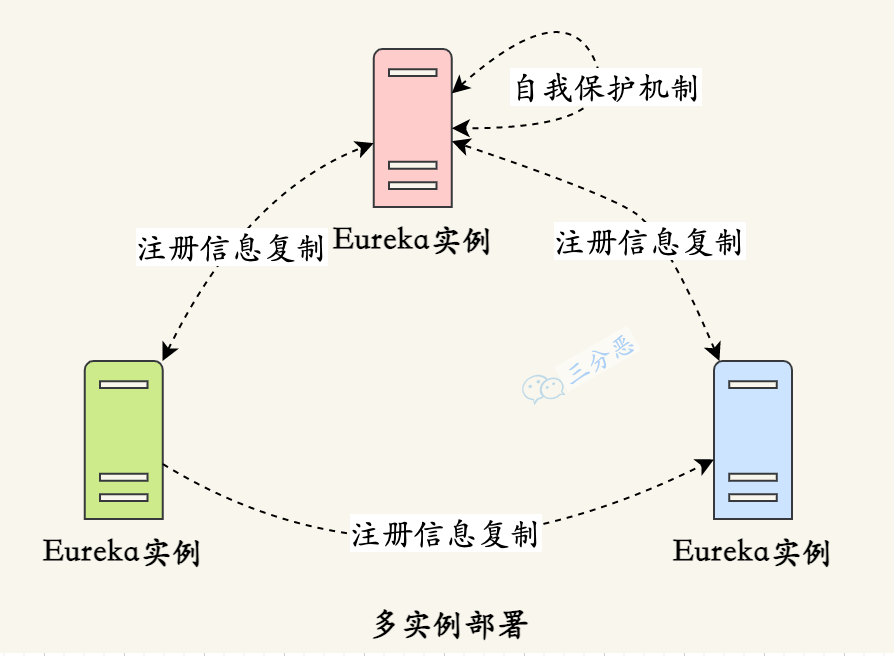 自我保护机制
Eureka实例
注册信息复制
注册信息复制
三分恶
注册信息复制
Eureka实例
Eureka实例
多实例部署